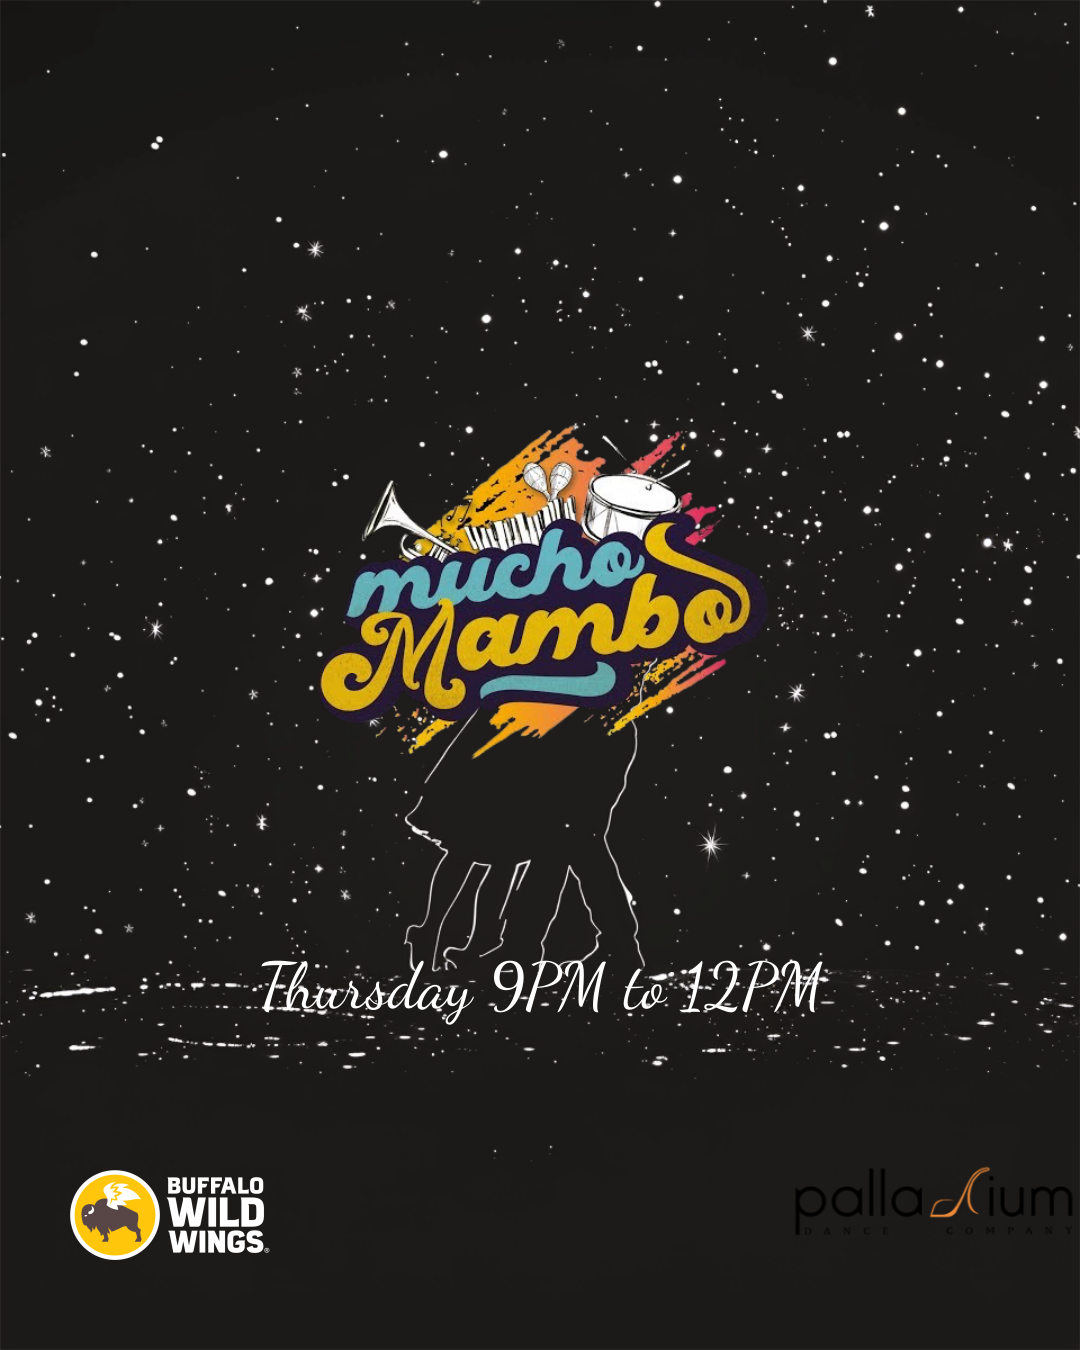 mucho
Mambo
Thursday 9PM to 12PM
BUFFALO
WILD
WINGS®
palladium
DANCE COMPANY